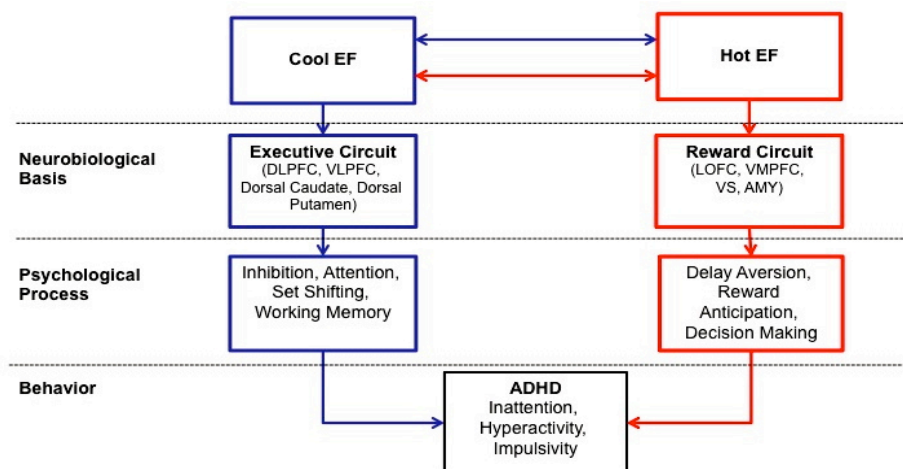 Cool EF
Hot EF
Neurobiological
Basis
Executive Circuit
(DLPFC, VLPFC,
Dorsal Caudate, Dorsal
Putamen)
Reward Circuit
(LOFC, VMPFC,
VS, AMY)
Psychological
Process
Inhibition, Attention,
Set Shifting,
Working Memory
Delay Aversion,
Reward
Anticipation,
Decision Making
Behavior
ADHD
Inattention,
Hyperactivity,
Impulsivity